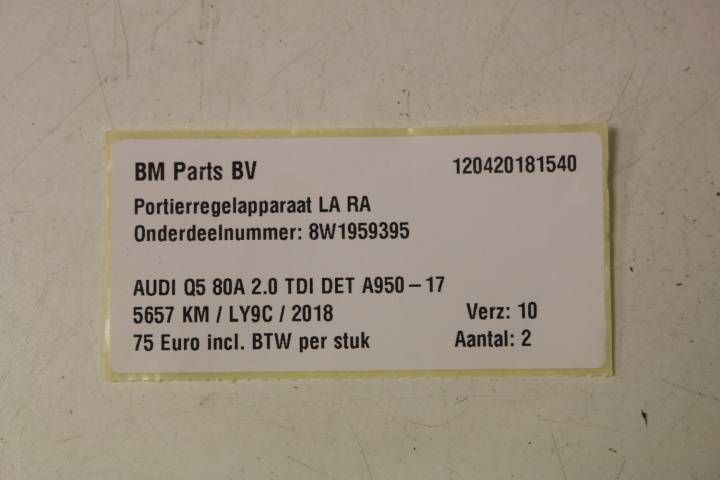 BM Parts BV 120420181540
Portierregelapparaat LA RA
Onderdeelnummer: 8W1959395
AUDI Q5 80A 2.0 TDI DET A950-17
5657 KM / LY9C / 2018 Verz: 10
75 Euro incl. BTW per stuk Aantal: 2